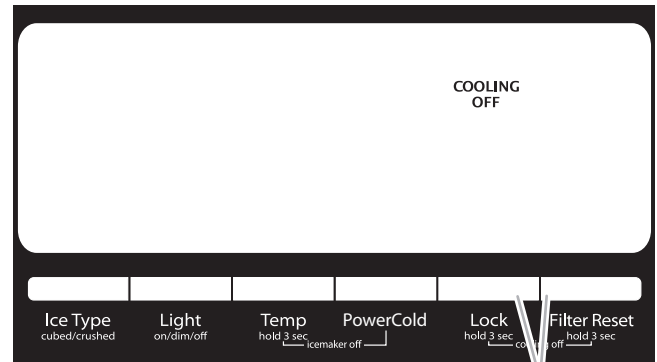 COOLING
OFF
Ice Type Light Temp PowerCold Lock Filter Reset
cubed/crushed on/dim/off hold 3 sec hold 3 sec hold 3 sec
icemaker off cooling off